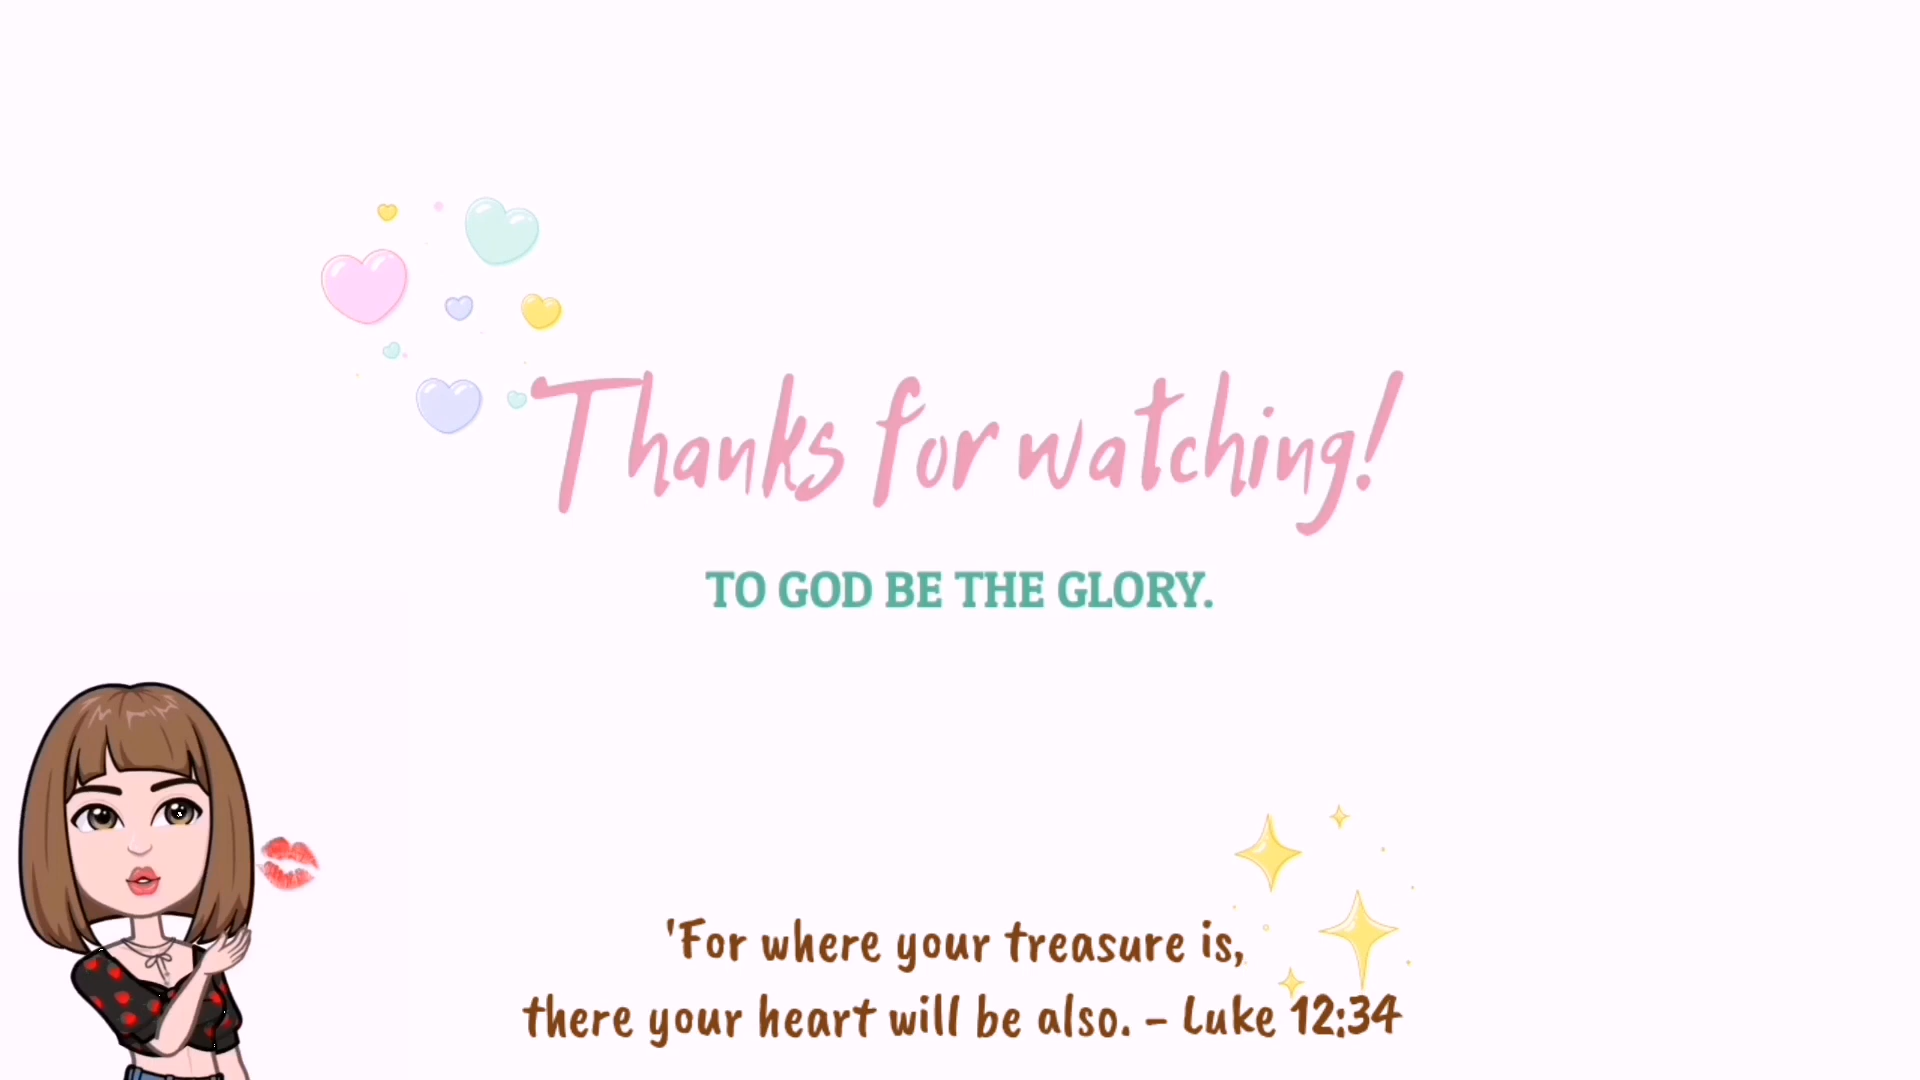 Thanks for watching!
TO GOD BE THE GLORY.
'For where your treasure is,
there your heart will be also. – Luke 12:34